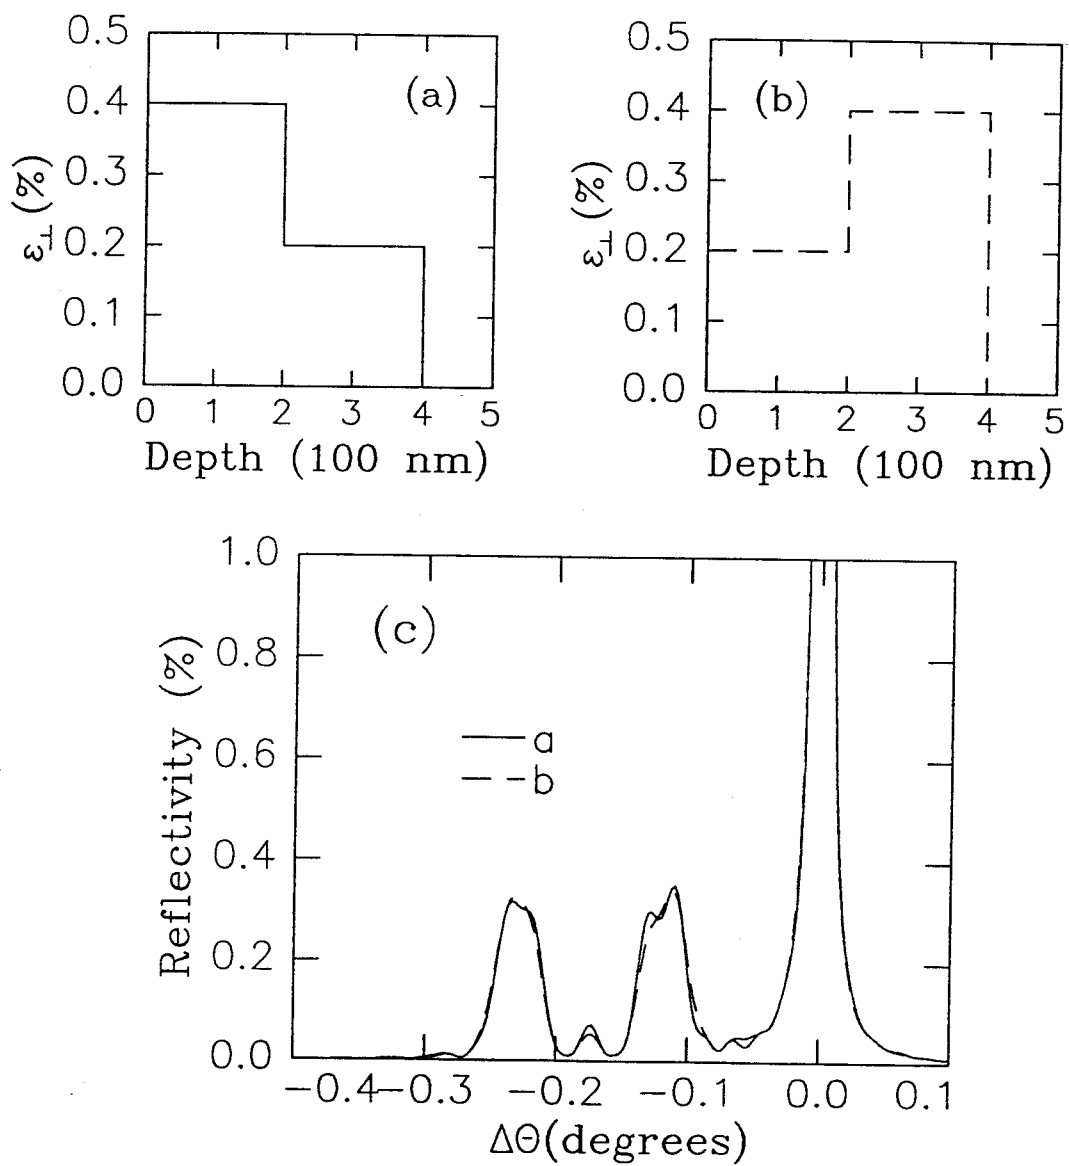 0.5
0.4
0.3
0.2
0.1
0.0
ε⊥ (%)
(a)
0 1 2 3 4 5
Depth (100 nm)
0.5
0.4
0.3
0.2
0.1
0.0
ε⊥ (%)
(b)
0 1 2 3 4 5
Depth (100 nm)
1.0
0.8
0.6
0.4
0.2
0.0
Reflectivity (%)
(c)
a
b
−0.4 −0.3 −0.2 −0.1 0.0 0.1
ΔΘ(degrees)